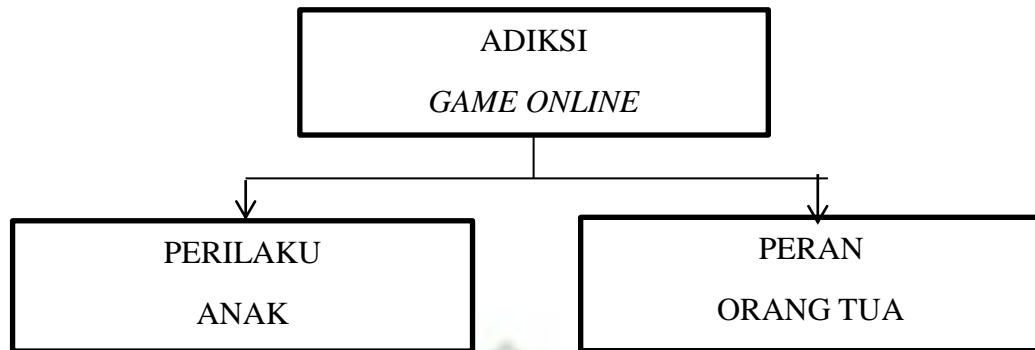 ADIKSI
GAME ONLINE
PERILAKU
ANAK
PERAN
ORANG TUA